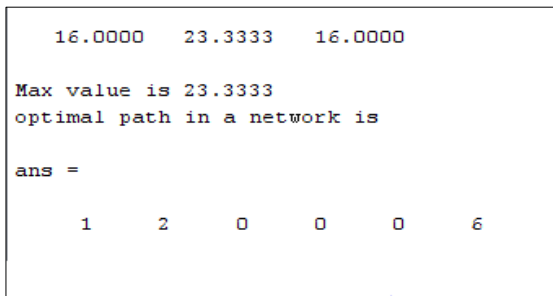 16.0000 23.3333 16.0000
Max value is 23.3333
optimal path in a network is
ans =
1 2 0 0 0 6